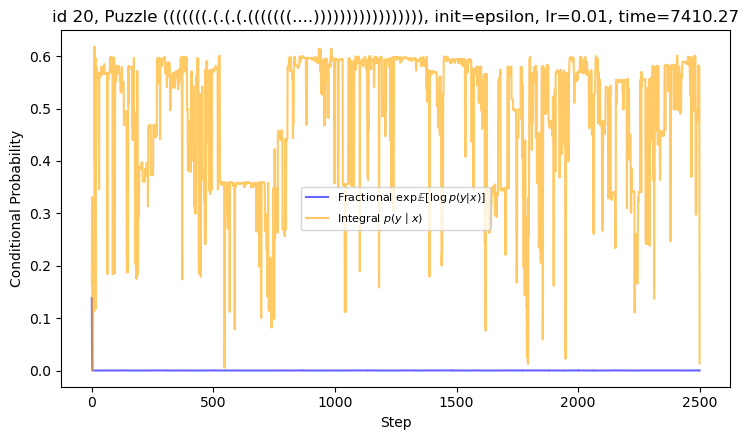 id 20, Puzzle (((((((.(.(.(.(((((((....))))))))))))))))), init=epsilon, lr=0.01, time=7410.27
Conditional Probability
0.6
0.5
0.4
0.3
0.2
0.1
0.0
Fractional exp𝔼[log p(y|x)]
Integral p(y | x)
0 500 1000 1500 2000 2500
Step